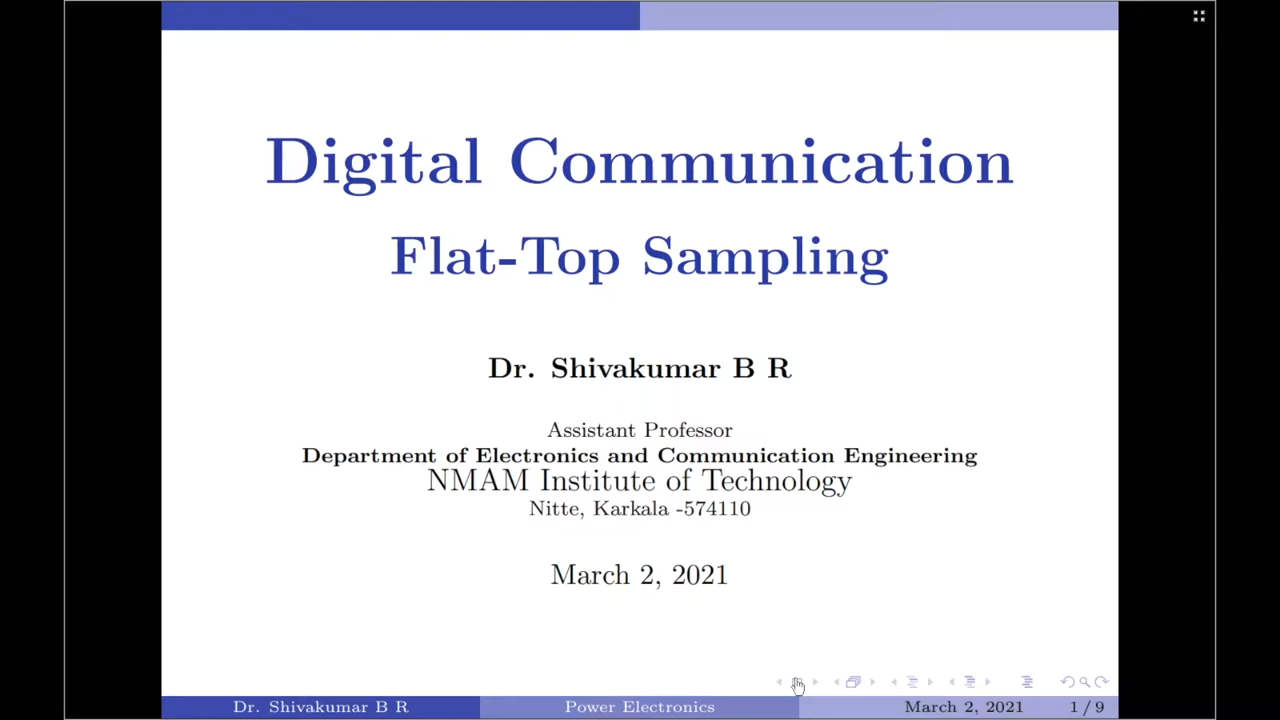 Digital Communication
Flat-Top Sampling
Dr. Shivakumar B R
Assistant Professor
Department of Electronics and Communication Engineering
NMAM Institute of Technology
Nitte, Karkala -574110
March 2, 2021
Dr. Shivakumar B R
Power Electronics
March 2, 2021
1 / 9